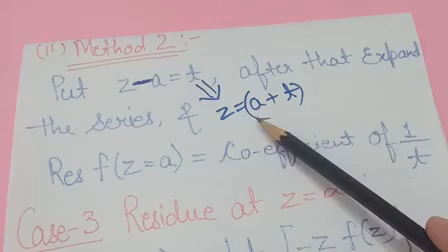 (ii) Method 2:-
Put z-a=t, after that Expand
the series, & z=(a+t)
Res f(z=a) = Co-efficient of 1/t
Case-3 Residue at z=a